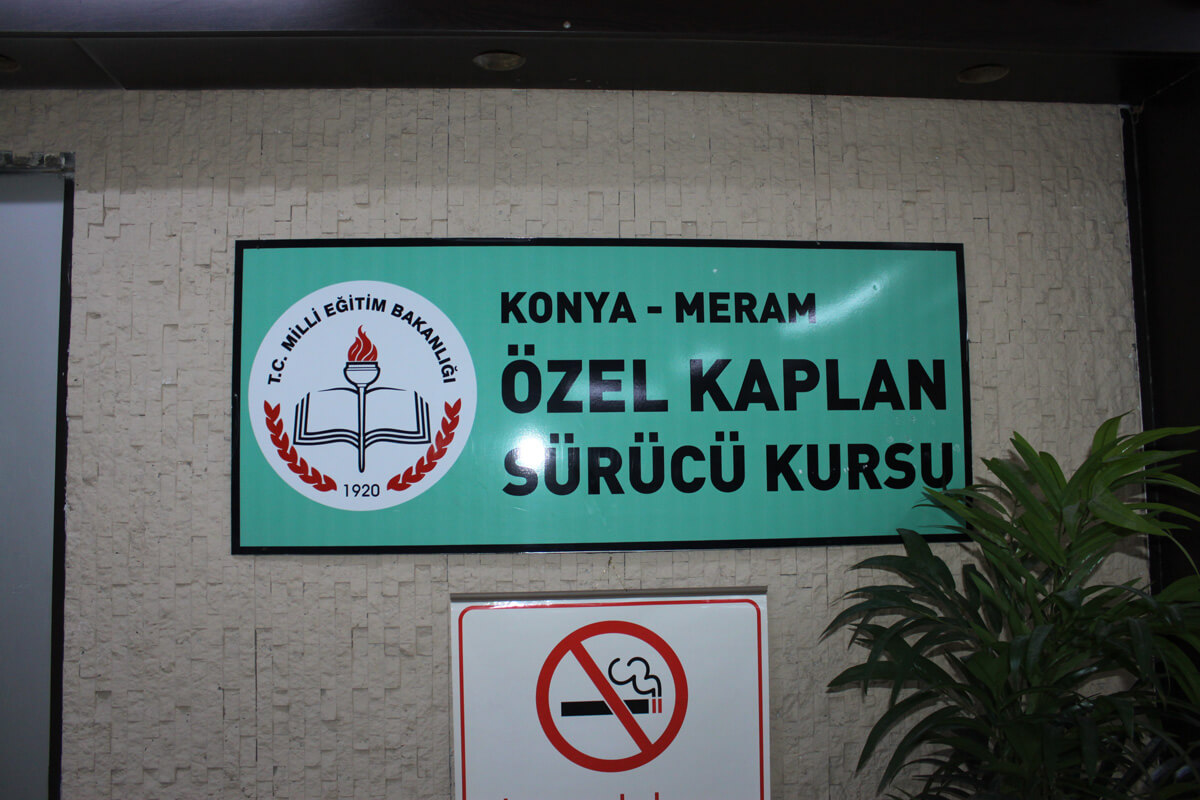 T.C. MİLLİ EĞİTİM BAKANLIĞI
1920
KONYA - MERAM
ÖZEL KAPLAN
SÜRÜCÜ KURSU